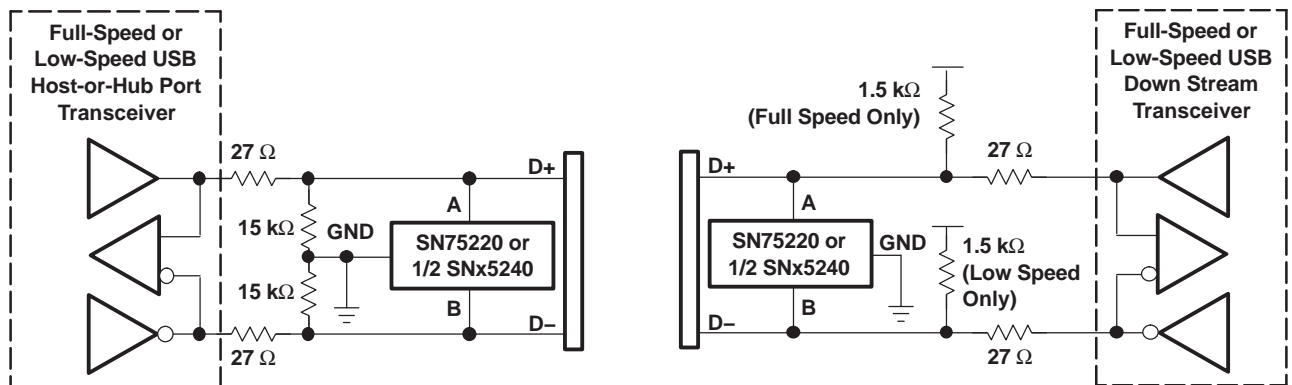 Full-Speed or
Low-Speed USB
Host-or-Hub Port
Transceiver
27 Ω
D+
A
15 kΩ
GND
SN75220 or
1/2 SNx5240
15 kΩ
B
D–
27 Ω
1.5 kΩ
(Full Speed Only)
27 Ω
D+
A
SN75220 or
1/2 SNx5240
GND
1.5 kΩ
(Low Speed
Only)
B
D–
27 Ω
Full-Speed or
Low-Speed USB
Down Stream
Transceiver